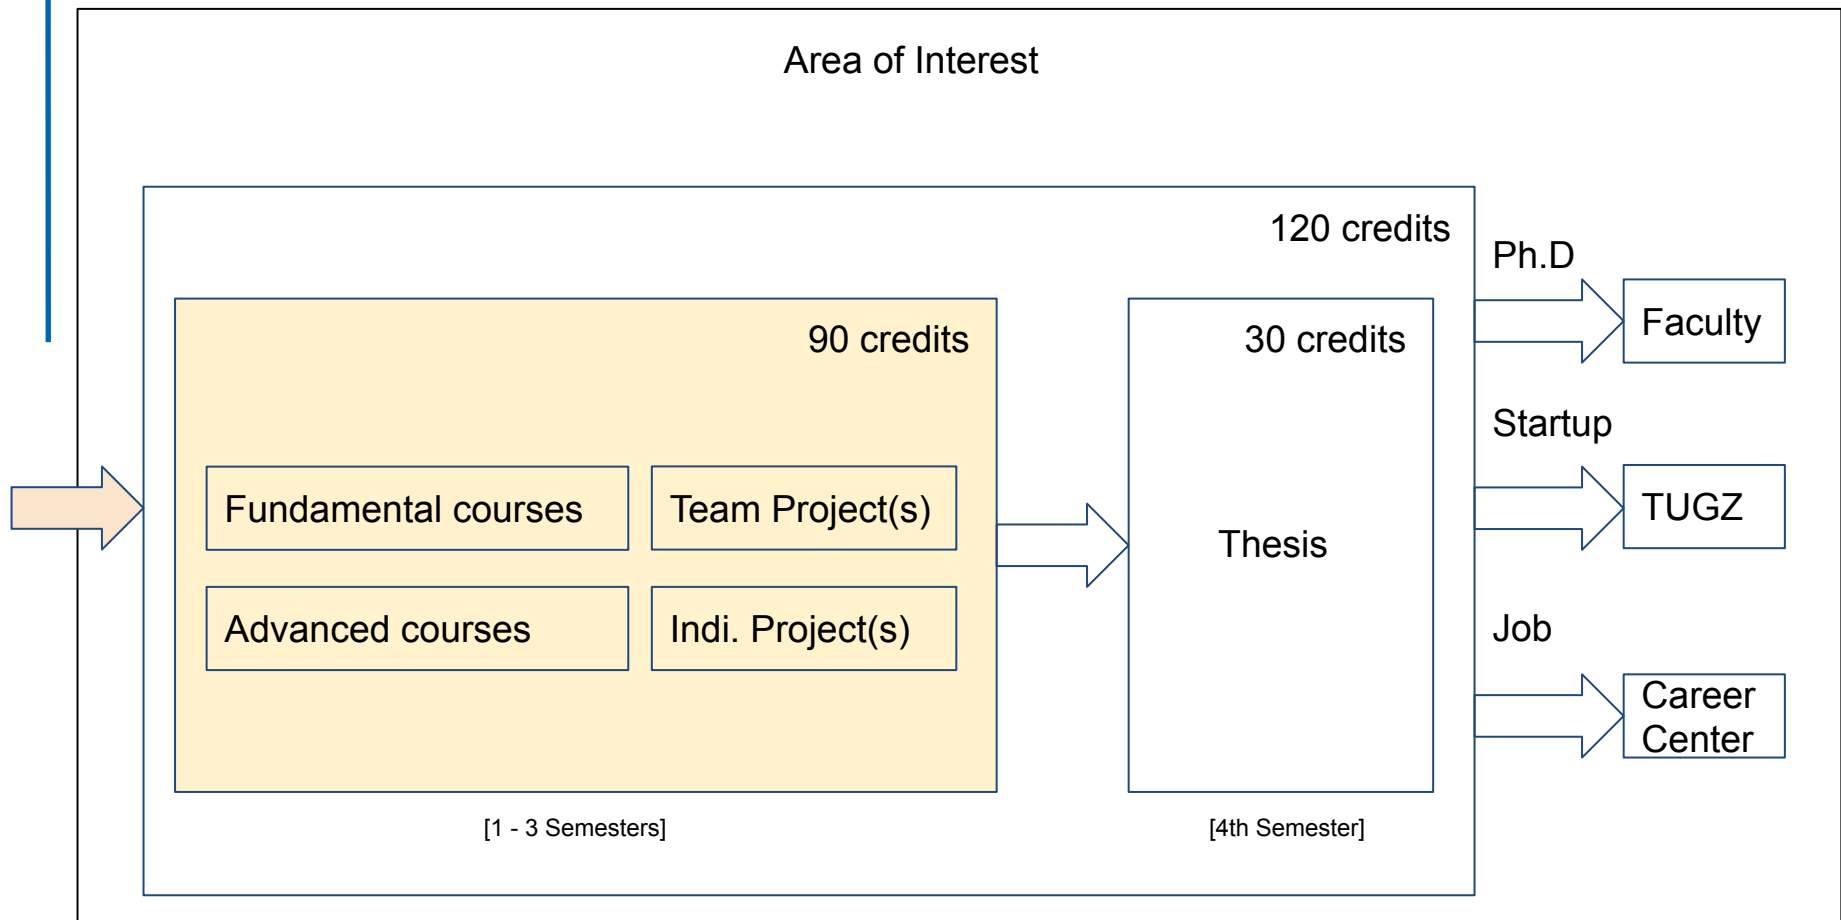 Area of Interest
120 credits
90 credits
Fundamental courses
Team Project(s)
Advanced courses
Indi. Project(s)
[1 - 3 Semesters]
30 credits
Thesis
[4th Semester]
Ph.D
Faculty
Startup
TUGZ
Job
Career
Center